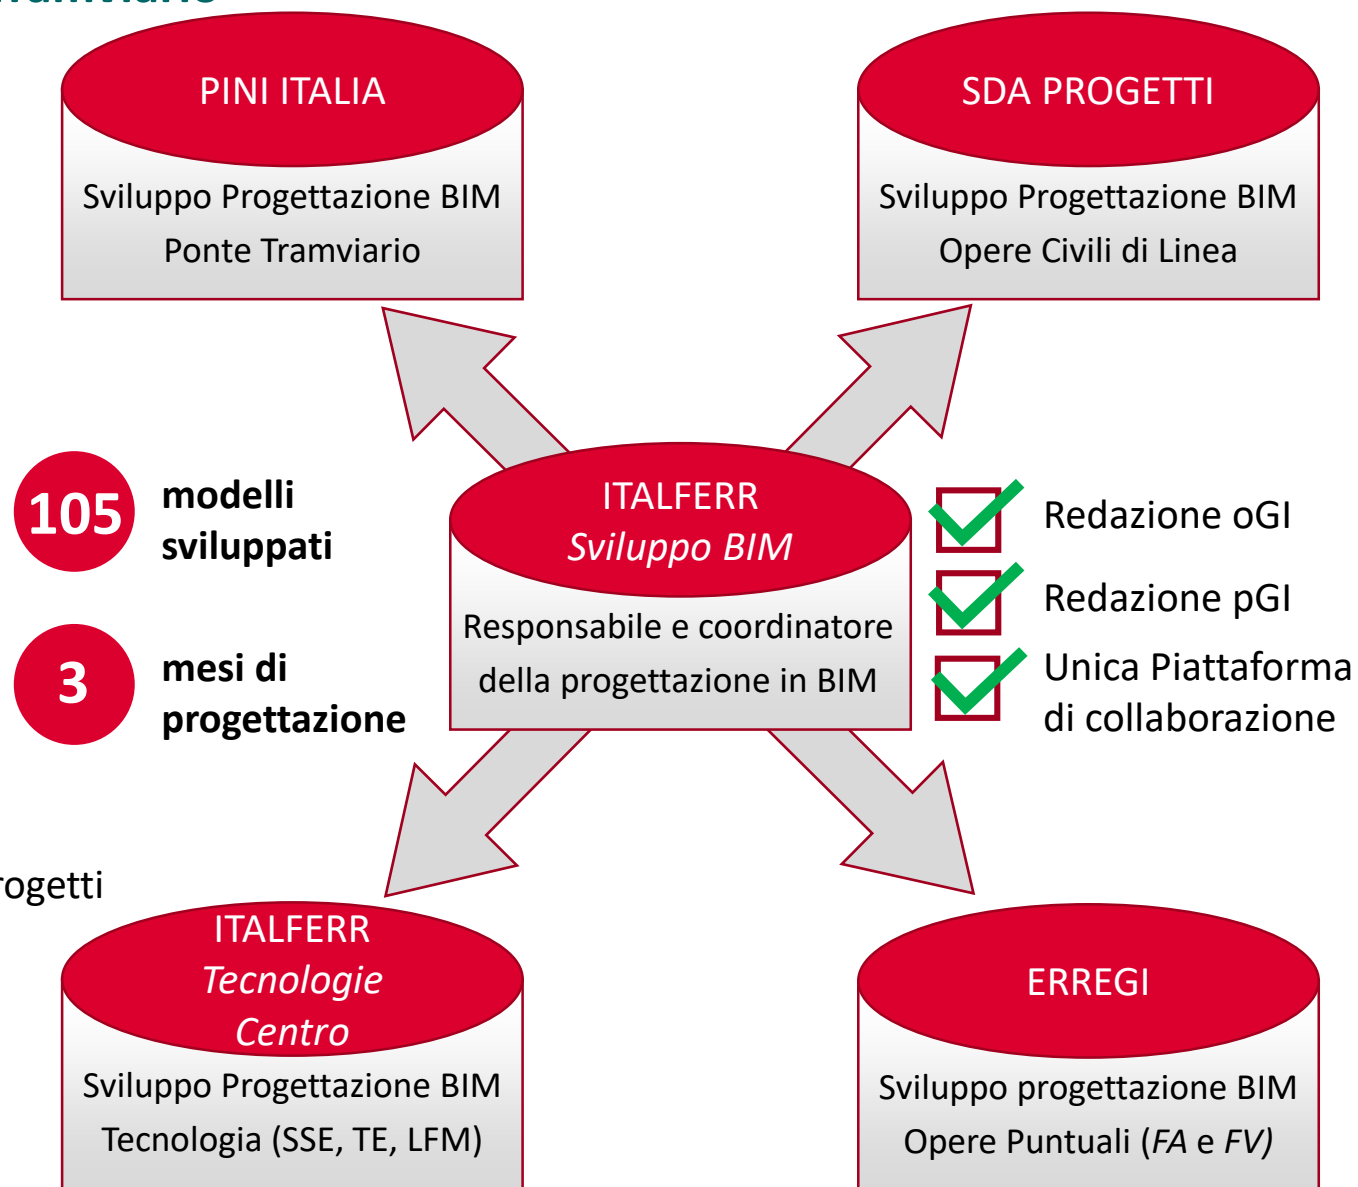 Tramviario
PINI ITALIA
Sviluppo Progettazione BIM
Ponte Tramviario
SDA PROGETTI
Sviluppo Progettazione BIM
Opere Civili di Linea
105
modelli
sviluppati
3
mesi di
progettazione
ITALFERR
Sviluppo BIM
Responsabile e coordinatore
della progettazione in BIM
Redazione oGI
Redazione pGI
Unica Piattaforma
di collaborazione
rogetti
ITALFERR
Tecnologie
Centro
Sviluppo Progettazione BIM
Tecnologia (SSE, TE, LFM)
ERREGI
Sviluppo progettazione BIM
Opere Puntuali (FA e FV)